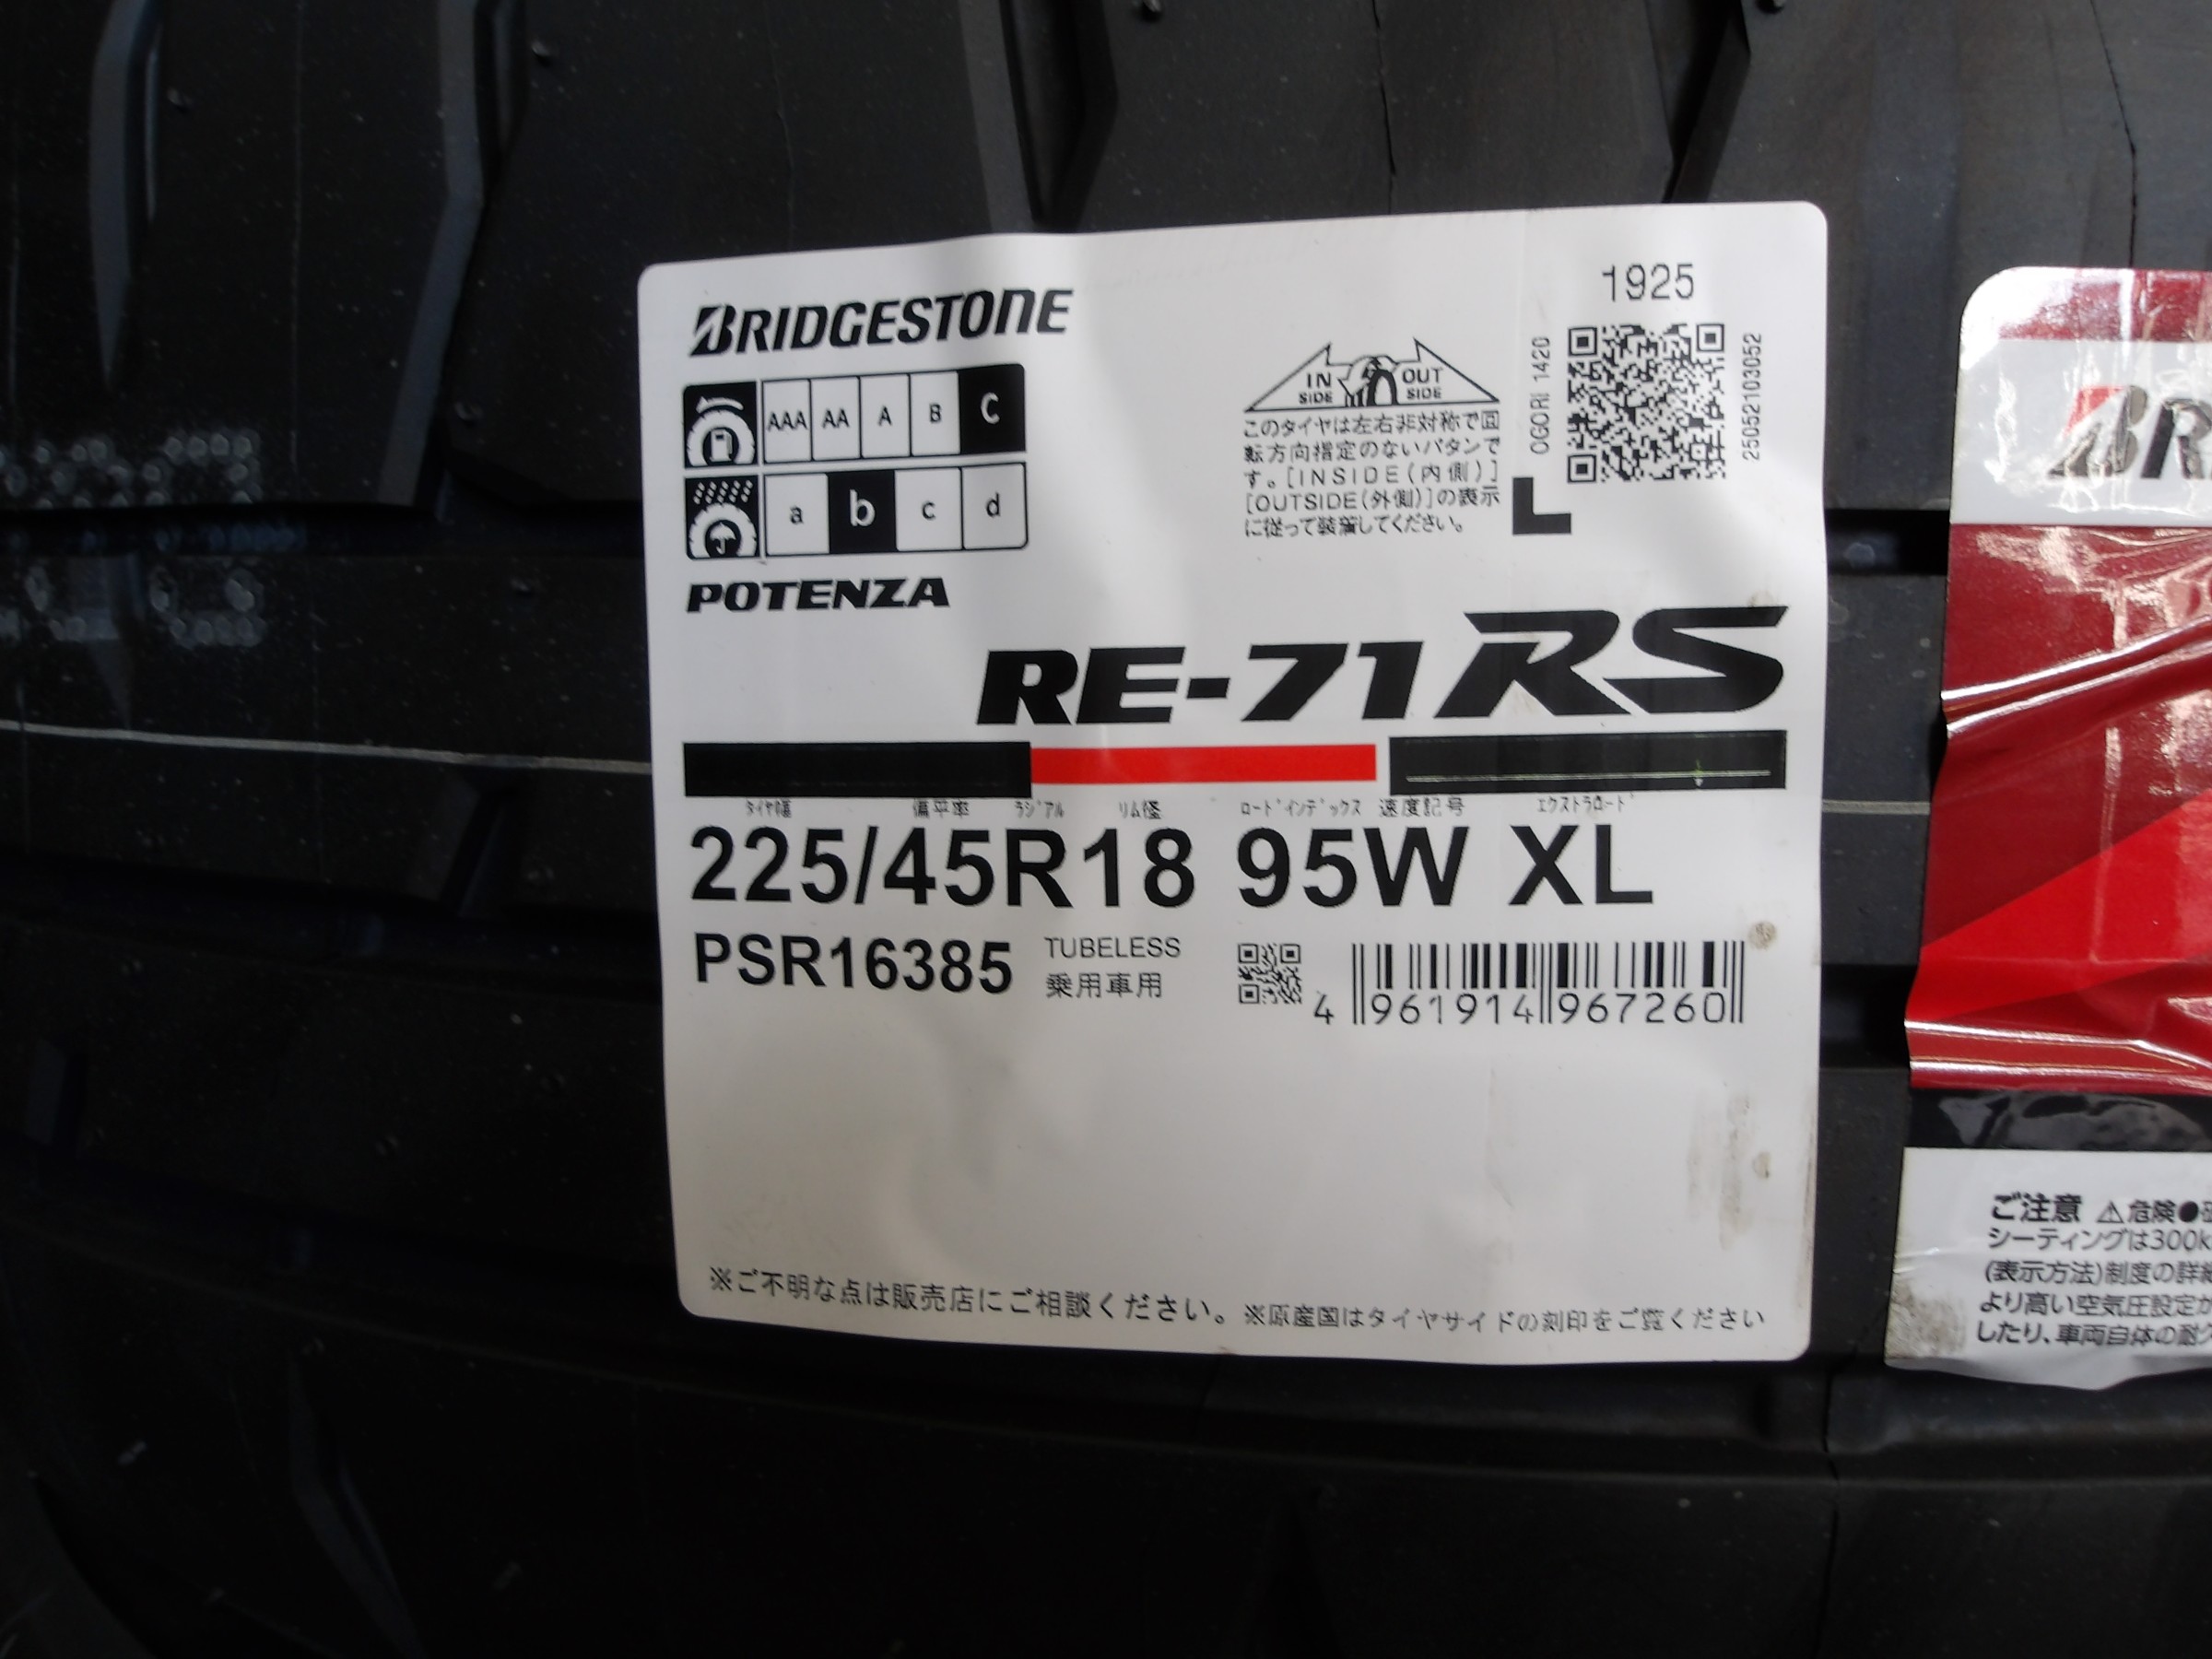 BRIDGESTONE
1925
AAA AA A B C
a b c d
IN SIDE OUT SIDE
このタイヤは左右非対称で回
転方向指定のないパタンで
す。[INSIDE(内側)]
[OUTSIDE(外側)]の表示
に従って装着してください。
OGORI 1420
25052103052
L
POTENZA
RE-71RS
タイヤ幅 偏平率 ラジアル リム径 ロードインデックス 速度記号 エクストラロード
225/45R18 95W XL
PSR16385 TUBELESS
乗用車用
4 961914 967260
※ご不明な点は販売店にご相談ください。※原産国はタイヤサイドの刻印をご覧ください
BR
ご注意 ⚠危険●
シーティングは300k
(表示方法)制度の詳細
より高い空気圧設定が
したり、車両自体の耐久